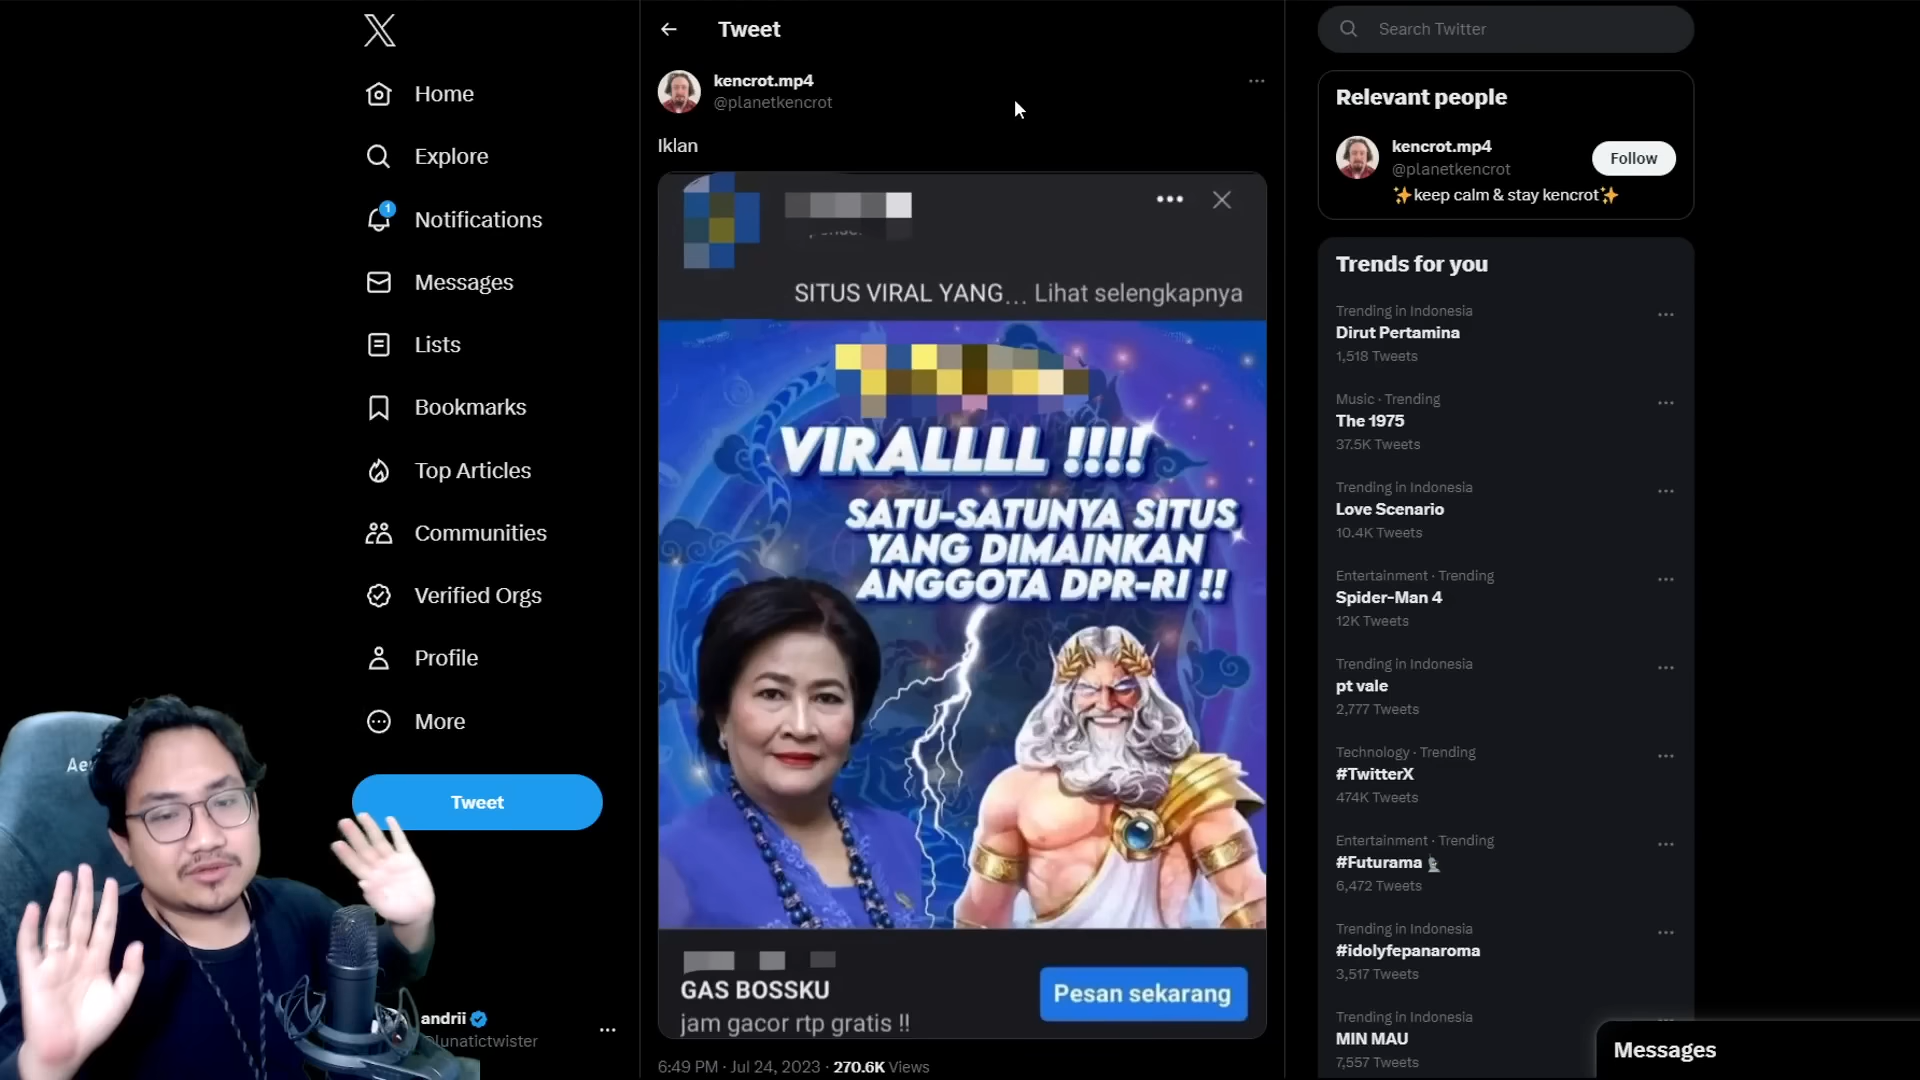 Home
Explore
1
Notifications
Messages
Lists
Bookmarks
Top Articles
Communities
Verified Orgs
Profile
More
Tweet
andrii
lunatictwister
Tweet
kencrot.mp4
@planetkencrot
Iklan
SITUS VIRAL YANG... Lihat selengkapnya
VIRALLLL !!!!
SATU-SATUNYA SITUS
YANG DIMAINKAN
ANGGOTA DPR-RI !!
GAS BOSSKU
jam gacor rtp gratis !!
Pesan sekarang
6:49 PM · Jul 24, 2023 · 270.6K Views
Search Twitter
Relevant people
kencrot.mp4
@planetkencrot
Follow
✨keep calm & stay kencrot✨
Trends for you
Trending in Indonesia
Dirut Pertamina
1,518 Tweets
Music · Trending
The 1975
37.5K Tweets
Trending in Indonesia
Love Scenario
10.4K Tweets
Entertainment · Trending
Spider-Man 4
12K Tweets
Trending in Indonesia
pt vale
2,777 Tweets
Technology · Trending
#TwitterX
474K Tweets
Entertainment · Trending
#Futurama
6,472 Tweets
Trending in Indonesia
#idolyfepanaroma
3,517 Tweets
Trending in Indonesia
MIN MAU
7,557 Tweets
Messages